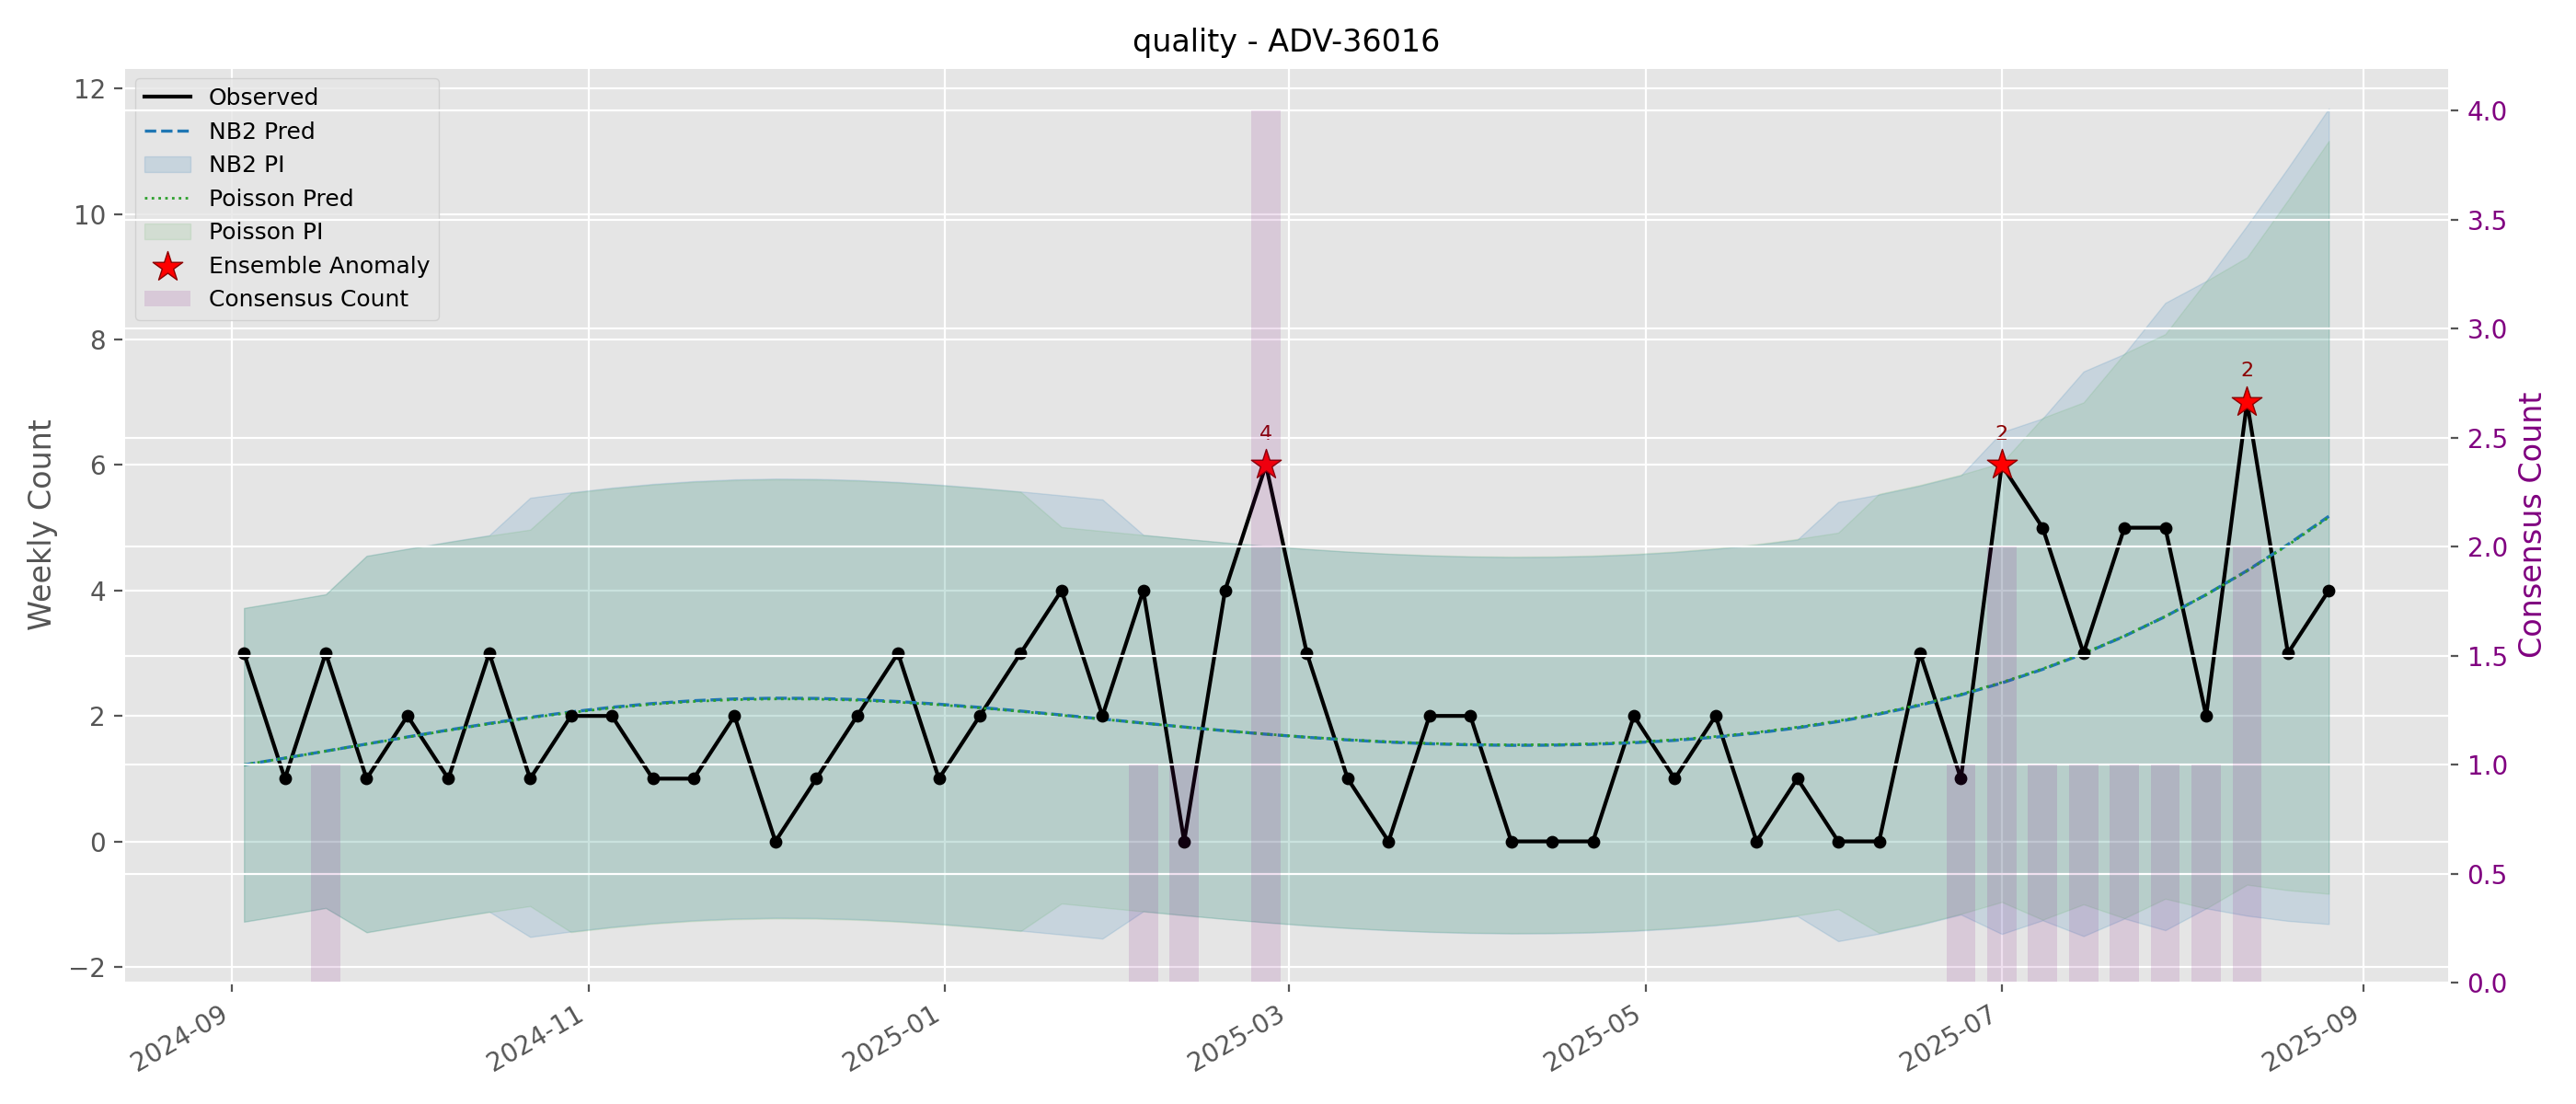 quality - ADV-36016
Observed
NB2 Pred
NB2 PI
Poisson Pred
Poisson PI
Ensemble Anomaly
Consensus Count
12
10
8
6
4
2
0
−2
Weekly Count
4
2
2
4.0
3.5
3.0
2.5
2.0
1.5
1.0
0.5
0.0
Consensus Count
2024-09
2024-11
2025-01
2025-03
2025-05
2025-07
2025-09